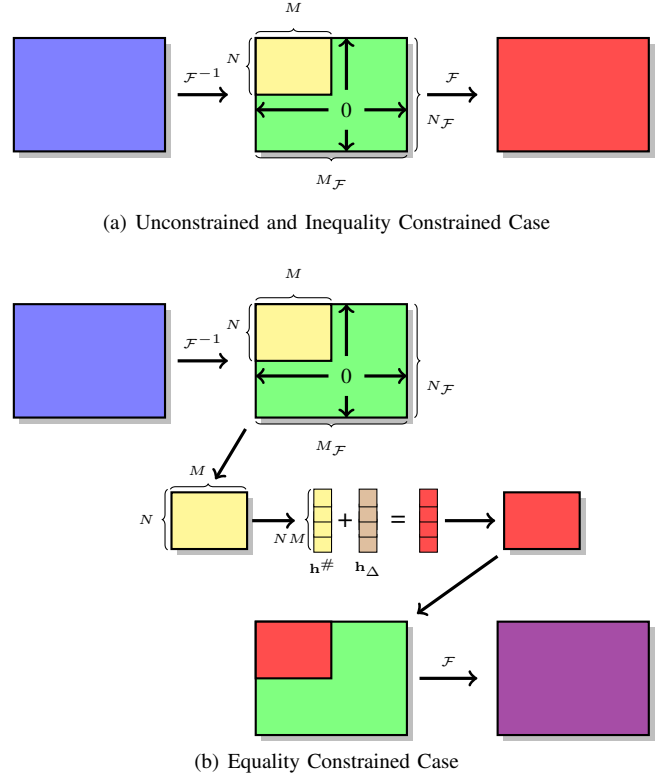 M
N
ℱ⁻¹
0
ℱ
N_ℱ
M_ℱ
(a) Unconstrained and Inequality Constrained Case
M
N
ℱ⁻¹
0
N_ℱ
M_ℱ
M
N
NM
+
=
h^#
h_Δ
ℱ
(b) Equality Constrained Case